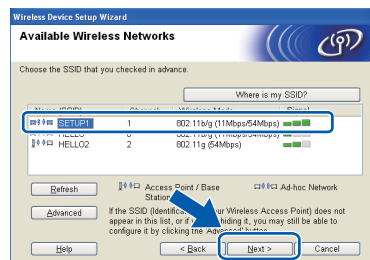 Wireless Device Setup Wizard
Available Wireless Networks
Choose the SSID that you checked in advance.
Where is my SSID?
Name (SSID) Channel Wireless Mode Signal
SETUP1 1 802.11b/g (11Mbps/54Mbps)
HELLO 802.11b/g (11Mbps/54Mbps)
HELLO2 2 802.11g (54Mbps)
Refresh Access Point / Base Station Ad-hoc Network
Advanced If the SSID (Identific Your Wireless Access Point) does not
appear in this list, or if hiding it, you may still be able to
configure it by clicking the 'Advanced' button.
Help < Back Next > Cancel